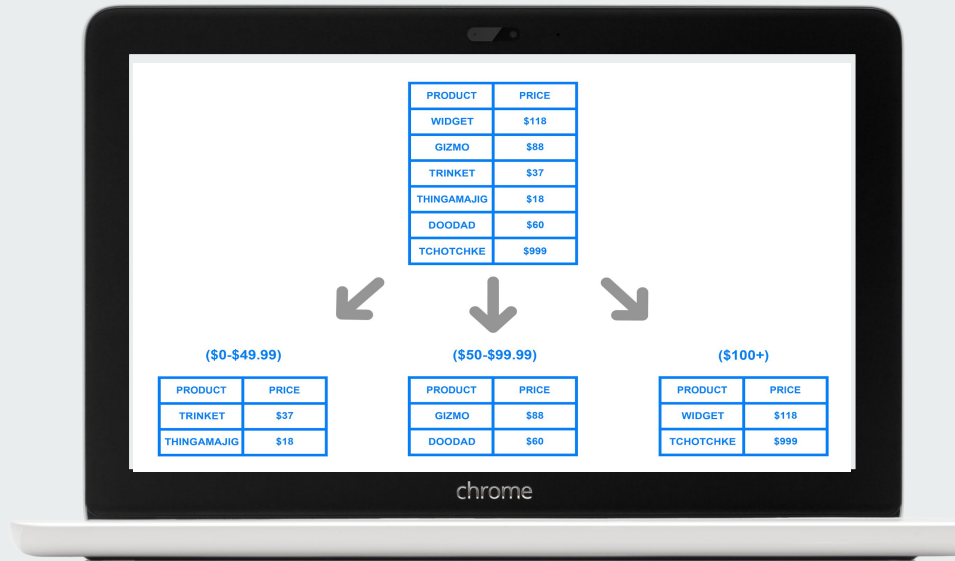 PRODUCT PRICE
WIDGET $118
GIZMO $88
TRINKET $37
THINGAMAJIG $18
DOODAD $60
TCHOTCHKE $999
($0-$49.99)
PRODUCT PRICE
TRINKET $37
THINGAMAJIG $18
($50-$99.99)
PRODUCT PRICE
GIZMO $88
DOODAD $60
($100+)
PRODUCT PRICE
WIDGET $118
TCHOTCHKE $999
chrome